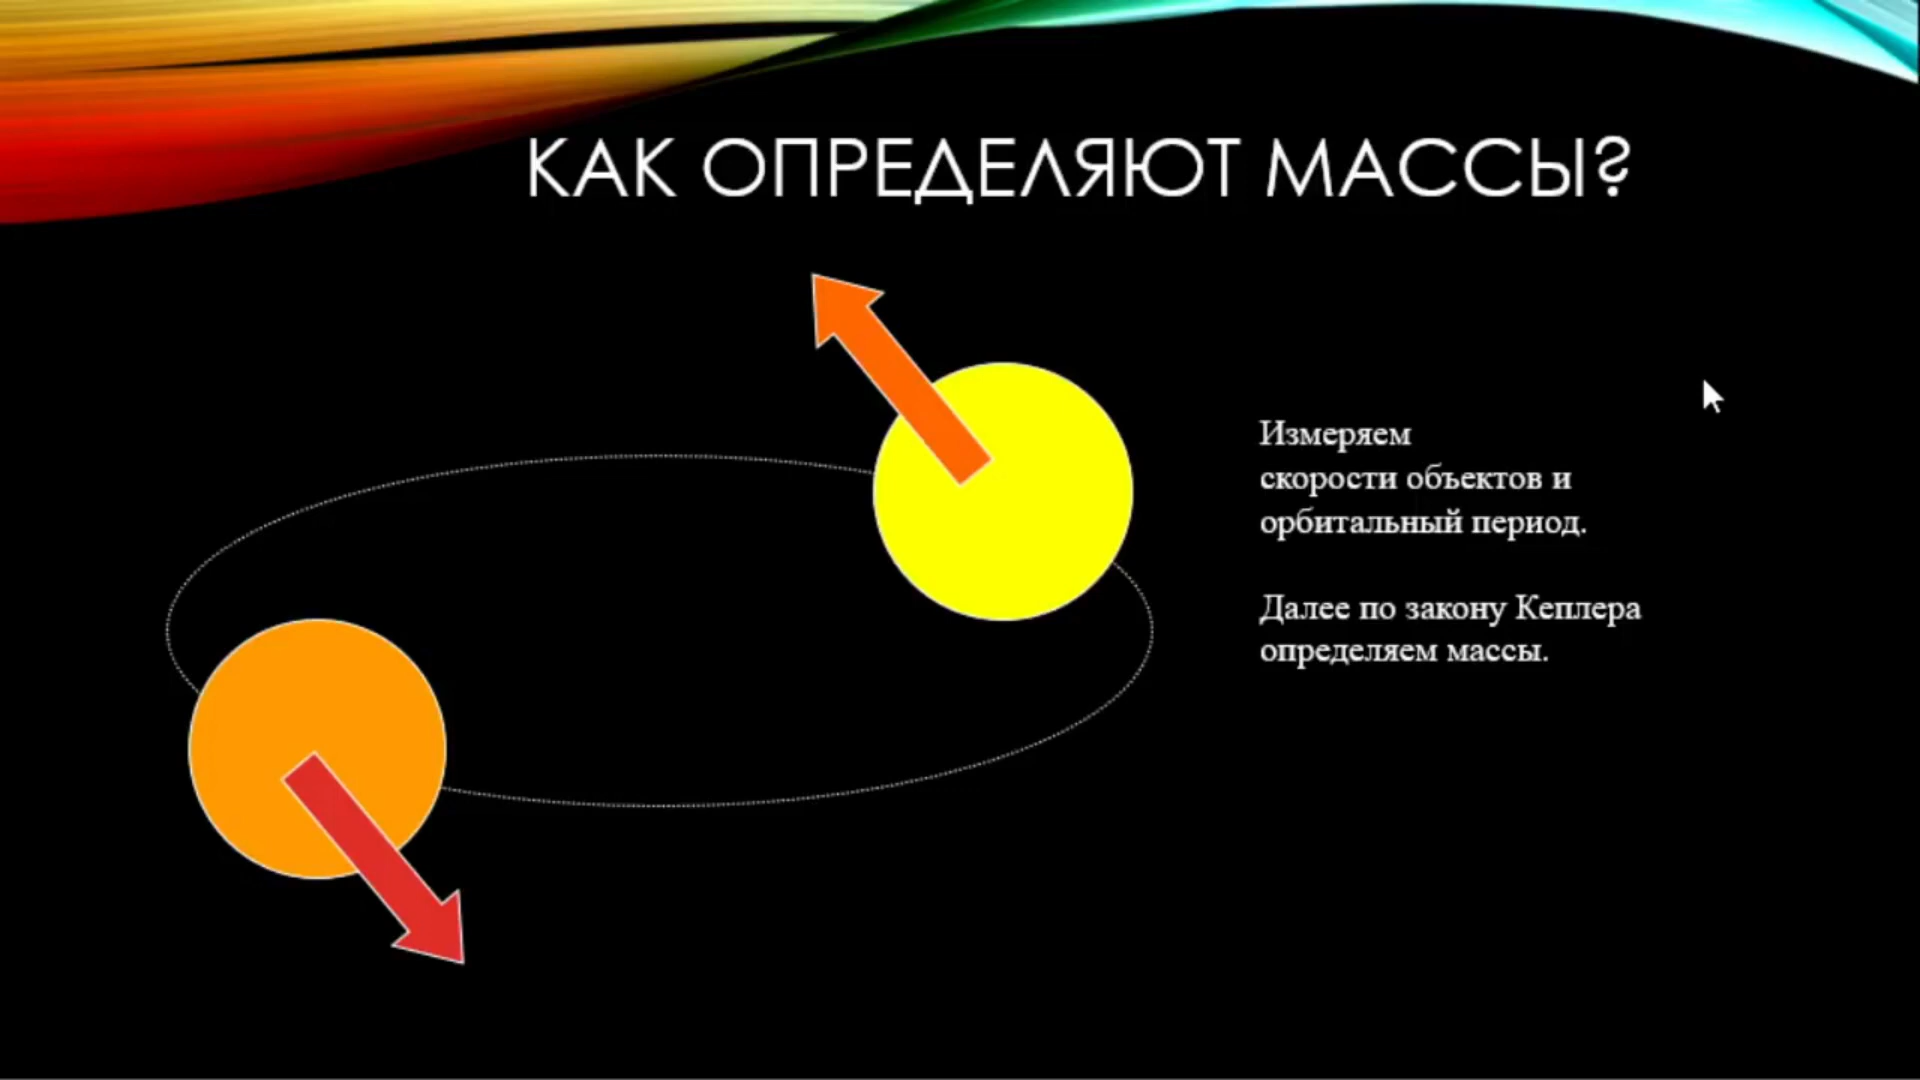 КАК ОПРЕДЕЛЯЮТ МАССЫ?
Измеряем
скорости объектов и
орбитальный период.
Далее по закону Кеплера
определяем массы.